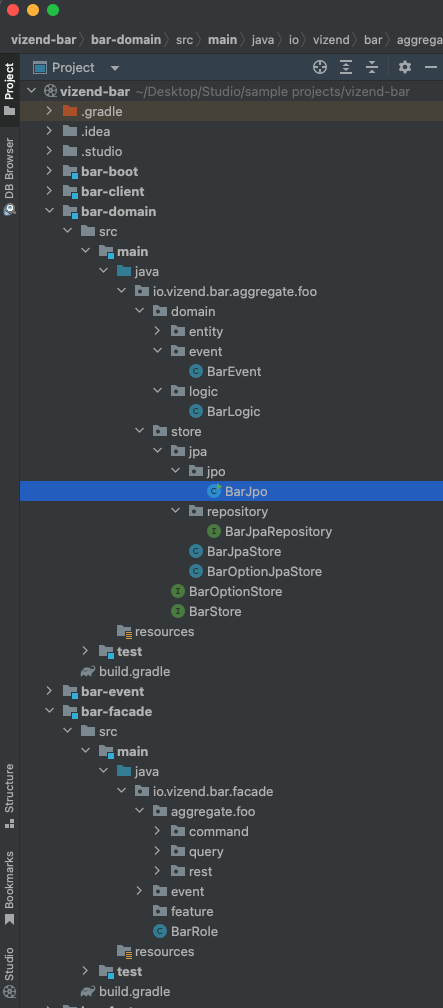 vizend-bar bar-domain src main java io vizend bar aggrega
Project
Project
vizend-bar ~/Desktop/Studio/sample projects/vizend-bar
.gradle
.idea
.studio
DB Browser
bar-boot
bar-client
bar-domain
src
main
java
io.vizend.bar.aggregate.foo
domain
entity
event
C BarEvent
logic
C BarLogic
store
jpa
jpo
C BarJpo
repository
I BarJpaRepository
C BarJpaStore
C BarOptionJpaStore
I BarOptionStore
I BarStore
resources
test
build.gradle
bar-event
bar-facade
src
main
java
Structure
io.vizend.bar.facade
aggregate.foo
command
query
rest
Bookmarks
event
feature
C BarRole
resources
test
Studio
build.gradle